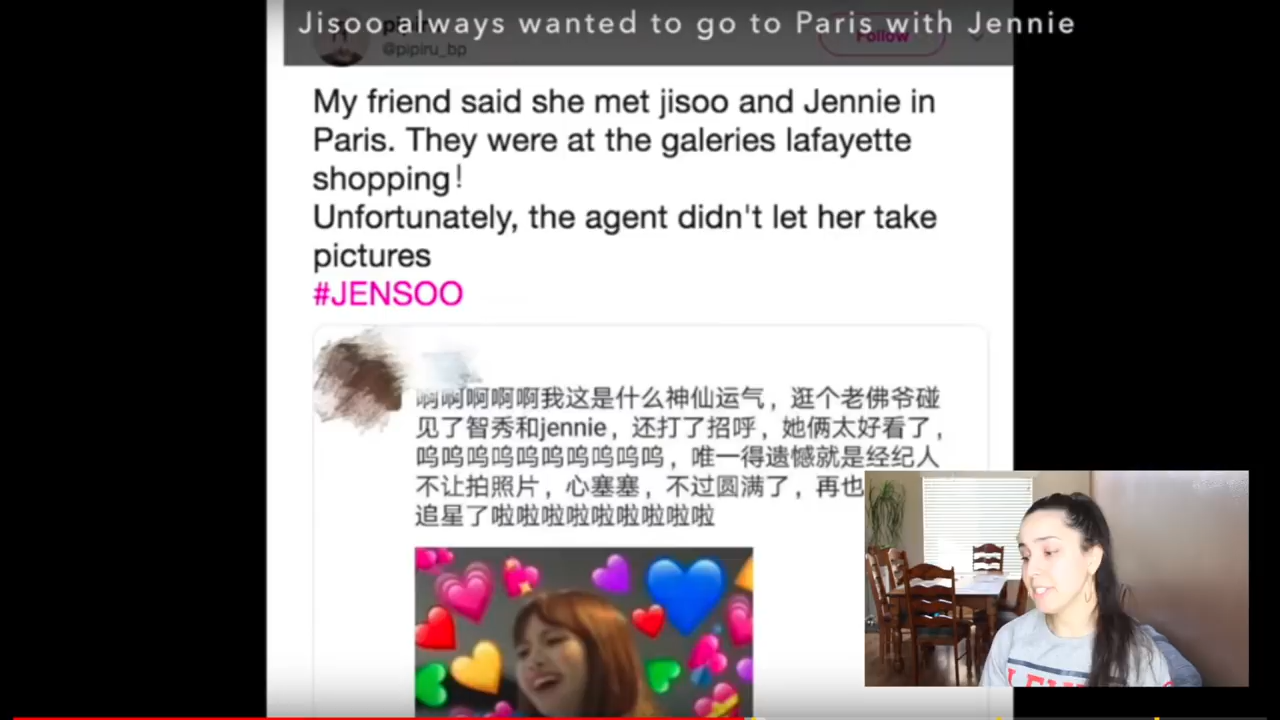 Jisoo always wanted to go to Paris with Jennie
Follow
@pipiru_bp
My friend said she met jisoo and Jennie in
Paris. They were at the galeries lafayette
shopping！
Unfortunately, the agent didn't let her take
pictures
#JENSOO
啊啊啊啊啊我这是什么神仙运气，逛个老佛爷碰
见了智秀和jennie，还打了招呼，她俩太好看了，
呜呜呜呜呜呜呜呜呜呜，唯一得遗憾就是经纪人
不让拍照片，心塞塞，不过圆满了，再也
追星了啦啦啦啦啦啦啦啦啦